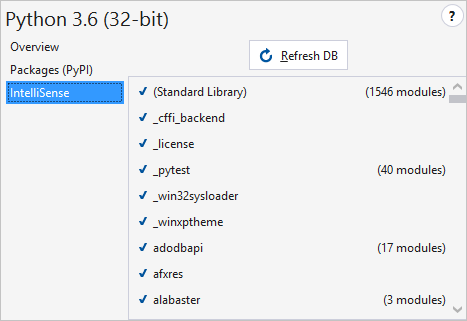 Python 3.6 (32-bit)
?
Overview
Refresh DB
Packages (PyPI)
IntelliSense
(Standard Library) (1546 modules)
_cffi_backend
_license
_pytest (40 modules)
_win32sysloader
_winxptheme
adodbapi (17 modules)
afxres
alabaster (3 modules)